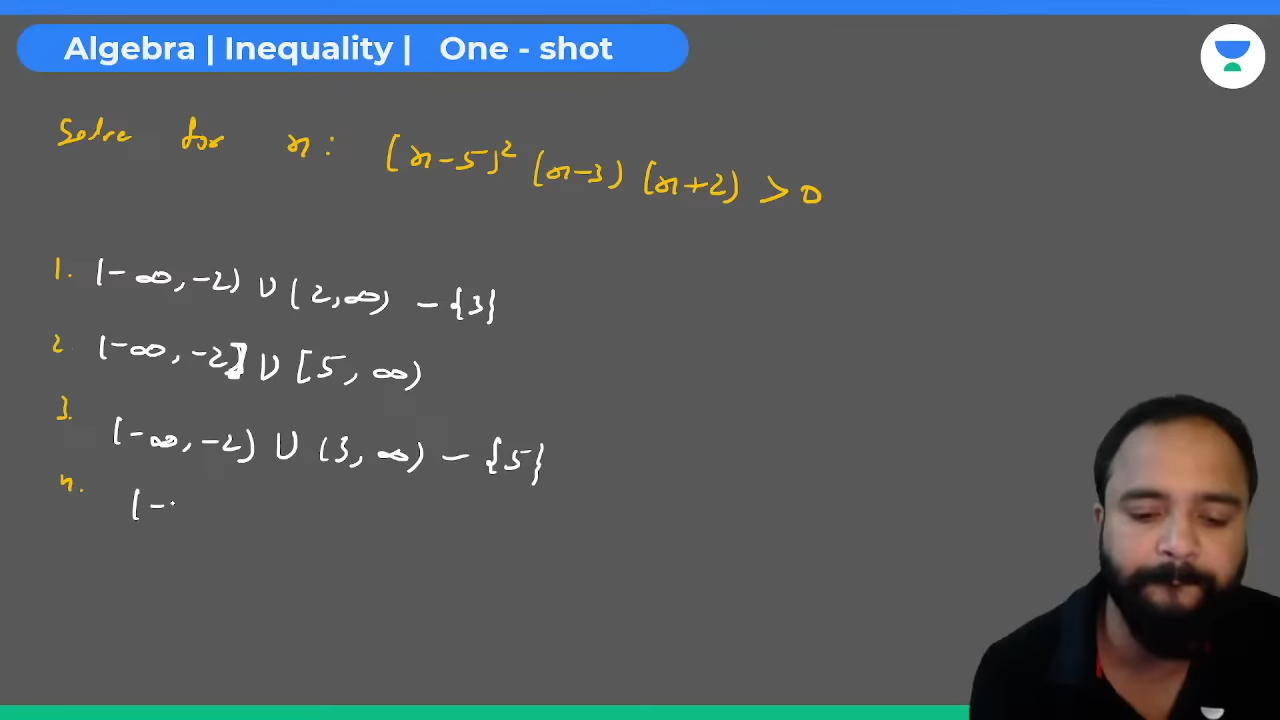 Algebra | Inequality | One - shot
Solve for x: (x-5)² (x-3) (x+2) > 0
1. (-∞, -2) ∪ (2, ∞) - {3}
2. (-∞, -2] ∪ [5, ∞)
3. (-∞, -2) ∪ (3, ∞) - {5}
4. (-